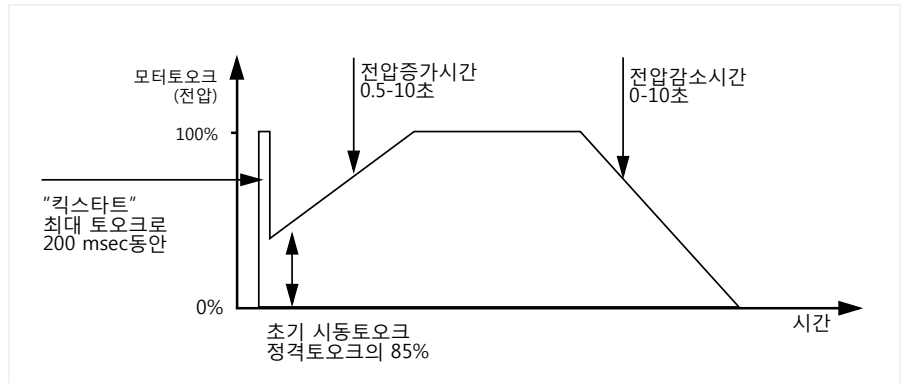 모터토오크
(전압)
전압증가시간
0.5-10초
전압감소시간
0-10초
100%
“킥스타트”
최대 토오크로
200 msec동안
0%
시간
초기 시동토오크
정격토오크의 85%